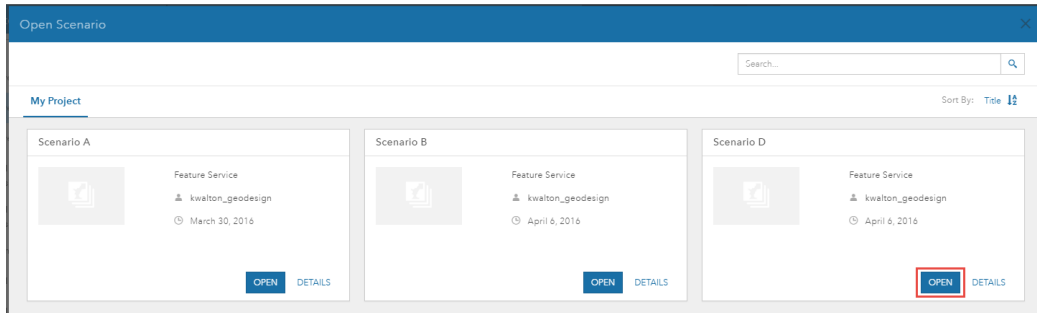 Open Scenario
Search...
My Project
Sort By: Title
Scenario A
Feature Service
kwalton_geodesign
March 30, 2016
OPEN DETAILS
Scenario B
Feature Service
kwalton_geodesign
April 6, 2016
OPEN DETAILS
Scenario D
Feature Service
kwalton_geodesign
April 6, 2016
OPEN DETAILS